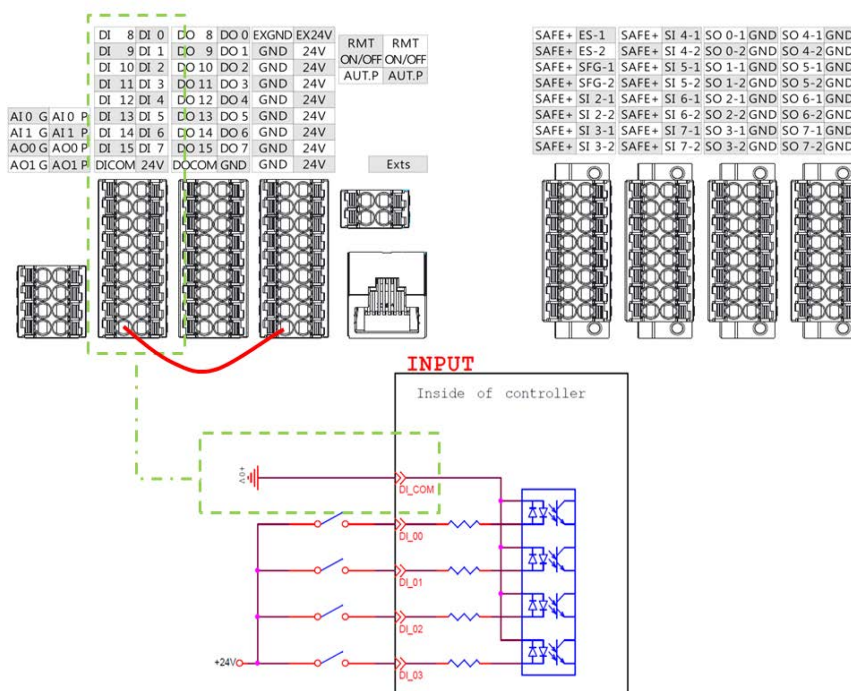 DI 8 DI 0 DO 8 DO 0 EXGND EX24V
DI 9 DI 1 DO 9 DO 1 GND 24V
DI 10 DI 2 DO 10 DO 2 GND 24V
DI 11 DI 3 DO 11 DO 3 GND 24V
DI 12 DI 4 DO 12 DO 4 GND 24V
AI0 G AI0 P DI 13 DI 5 DO 13 DO 5 GND 24V
AI1 G AI1 P DI 14 DI 6 DO 14 DO 6 GND 24V
AO0 G AO0 P DI 15 DI 7 DO 15 DO 7 GND 24V
AO1 G AO1 P DICOM 24V DOCOM GND GND 24V
RMT RMT
ON/OFF ON/OFF
AUT.P AUT.P
Exts
SAFE+ ES-1 SAFE+ SI 4-1 SO 0-1 GND SO 4-1 GND
SAFE+ ES-2 SAFE+ SI 4-2 SO 0-2 GND SO 4-2 GND
SAFE+ SFG-1 SAFE+ SI 5-1 SO 1-1 GND SO 5-1 GND
SAFE+ SFG-2 SAFE+ SI 5-2 SO 1-2 GND SO 5-2 GND
SAFE+ SI 2-1 SAFE+ SI 6-1 SO 2-1 GND SO 6-1 GND
SAFE+ SI 2-2 SAFE+ SI 6-2 SO 2-2 GND SO 6-2 GND
SAFE+ SI 3-1 SAFE+ SI 7-1 SO 3-1 GND SO 7-1 GND
SAFE+ SI 3-2 SAFE+ SI 7-2 SO 3-2 GND SO 7-2 GND
INPUT
Inside of controller
+0V
DI_COM
DI_00
DI_01
DI_02
+24V
DI_03